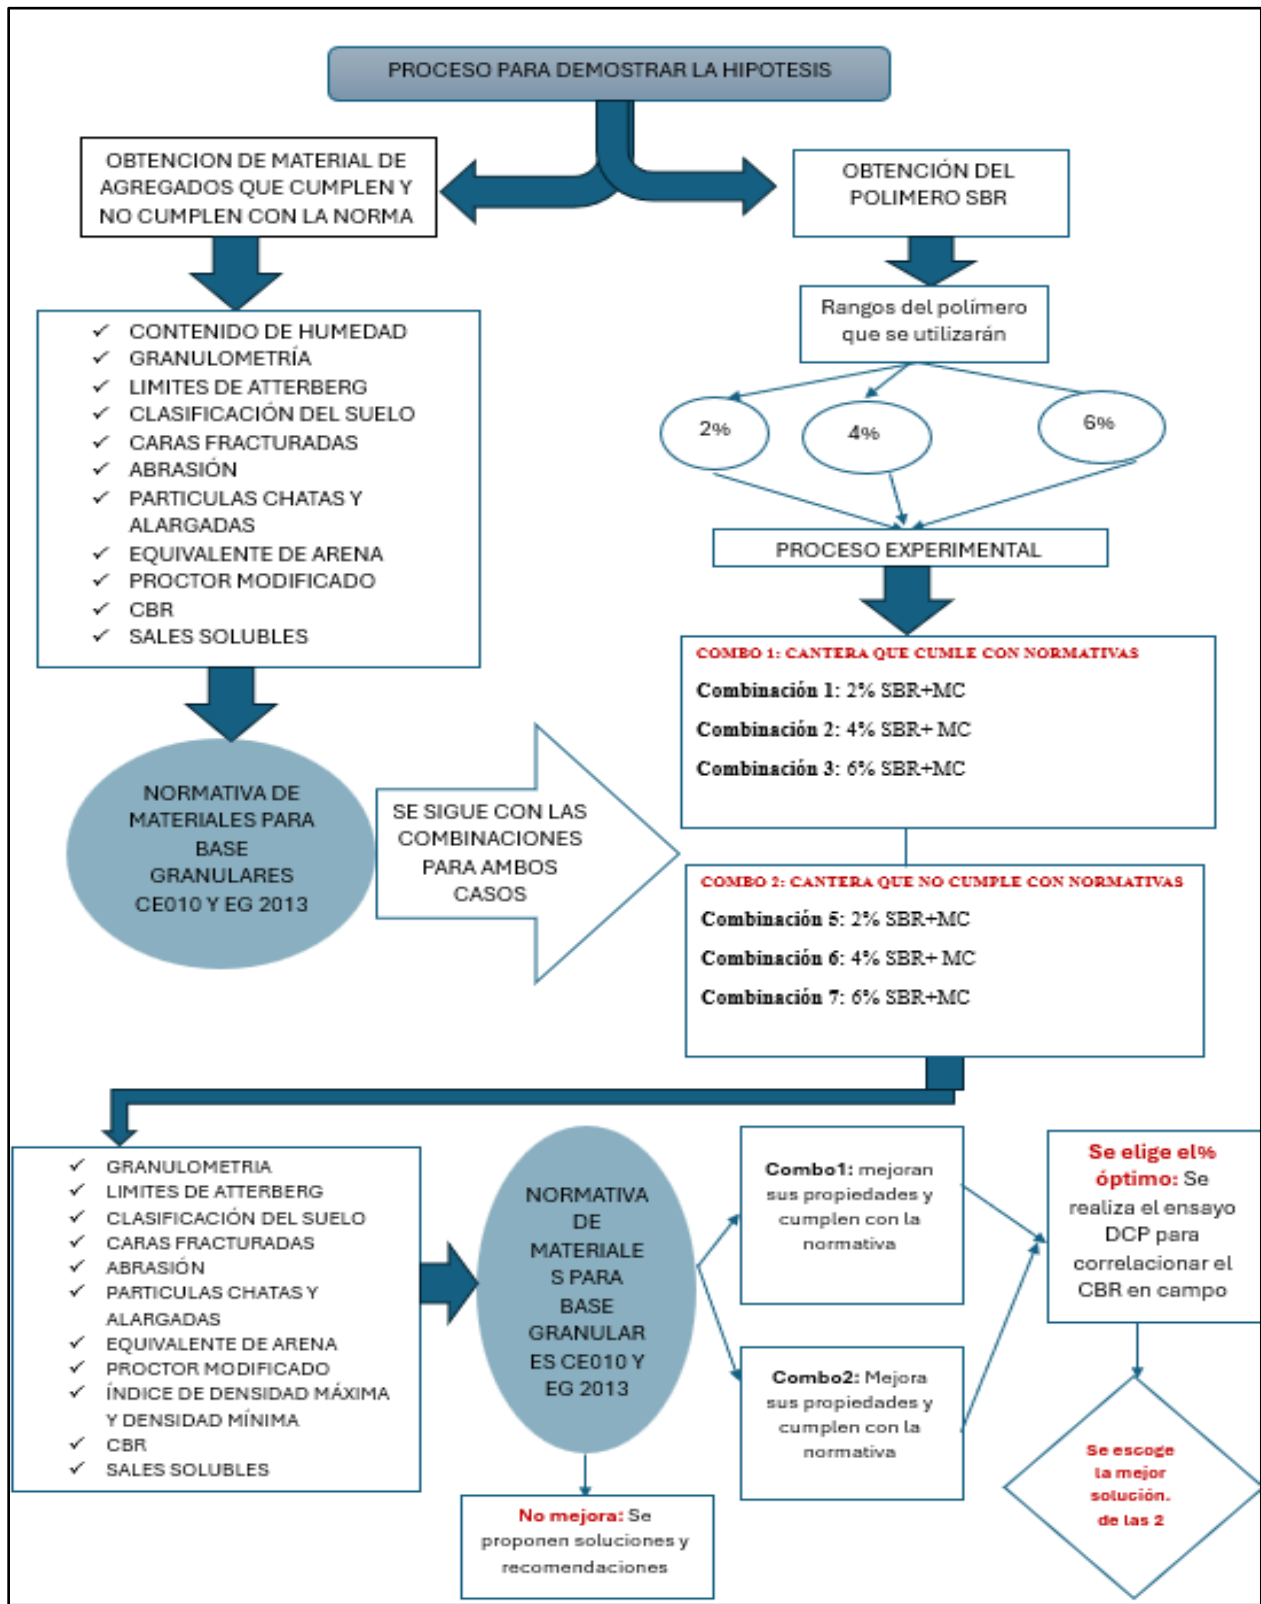 PROCESO PARA DEMOSTRAR LA HIPOTESIS
OBTENCION DE MATERIAL DE
AGREGADOS QUE CUMPLEN Y
NO CUMPLEN CON LA NORMA
OBTENCIÓN DEL
POLIMERO SBR
✓ CONTENIDO DE HUMEDAD
✓ GRANULOMETRÍA
✓ LIMITES DE ATTERBERG
✓ CLASIFICACIÓN DEL SUELO
✓ CARAS FRACTURADAS
✓ ABRASIÓN
✓ PARTICULAS CHATAS Y
ALARGADAS
✓ EQUIVALENTE DE ARENA
✓ PROCTOR MODIFICADO
✓ CBR
✓ SALES SOLUBLES
Rangos del polímero
que se utilizarán
2%
4%
6%
PROCESO EXPERIMENTAL
NORMATIVA DE
MATERIALES PARA
BASE
GRANULARES
CE010 Y EG 2013
SE SIGUE CON LAS
COMBINACIONES
PARA AMBOS
CASOS
COMBO 1: CANTERA QUE CUMLE CON NORMATIVAS
Combinación 1: 2% SBR+MC
Combinación 2: 4% SBR+ MC
Combinación 3: 6% SBR+MC
COMBO 2: CANTERA QUE NO CUMPLE CON NORMATIVAS
Combinación 5: 2% SBR+MC
Combinación 6: 4% SBR+ MC
Combinación 7: 6% SBR+MC
✓ GRANULOMETRIA
✓ LIMITES DE ATTERBERG
✓ CLASIFICACIÓN DEL SUELO
✓ CARAS FRACTURADAS
✓ ABRASIÓN
✓ PARTICULAS CHATAS Y
ALARGADAS
✓ EQUIVALENTE DE ARENA
✓ PROCTOR MODIFICADO
✓ ÍNDICE DE DENSIDAD MÁXIMA
Y DENSIDAD MÍNIMA
✓ CBR
✓ SALES SOLUBLES
NORMATIVA
DE
MATERIALE
S PARA
BASE
GRANULAR
ES CE010 Y
EG 2013
No mejora: Se
proponen soluciones y
recomendaciones
Combo1: mejoran
sus propiedades y
cumplen con la
normativa
Combo2: Mejora
sus propiedades y
cumplen con la
normativa
Se elige el%
óptimo: Se
realiza el ensayo
DCP para
correlacionar el
CBR en campo
Se escoge
la mejor
solución.
de las 2